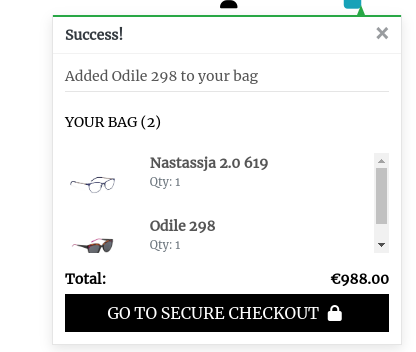 Success!
Added Odile 298 to your bag
YOUR BAG (2)
Nastassja 2.0 619
Qty: 1
Odile 298
Qty: 1
Total: €988.00
GO TO SECURE CHECKOUT